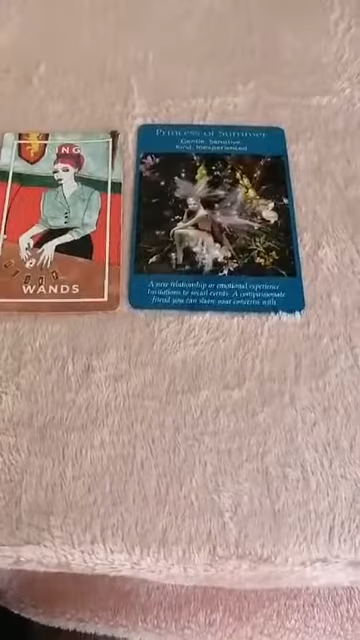 ING
WANDS
Princess of Summer
Gentle, Sensitive,
Kind, Inexperienced
A new relationship or emotional experience
Invitations to social events. A compassionate
friend you can share your concerns with.